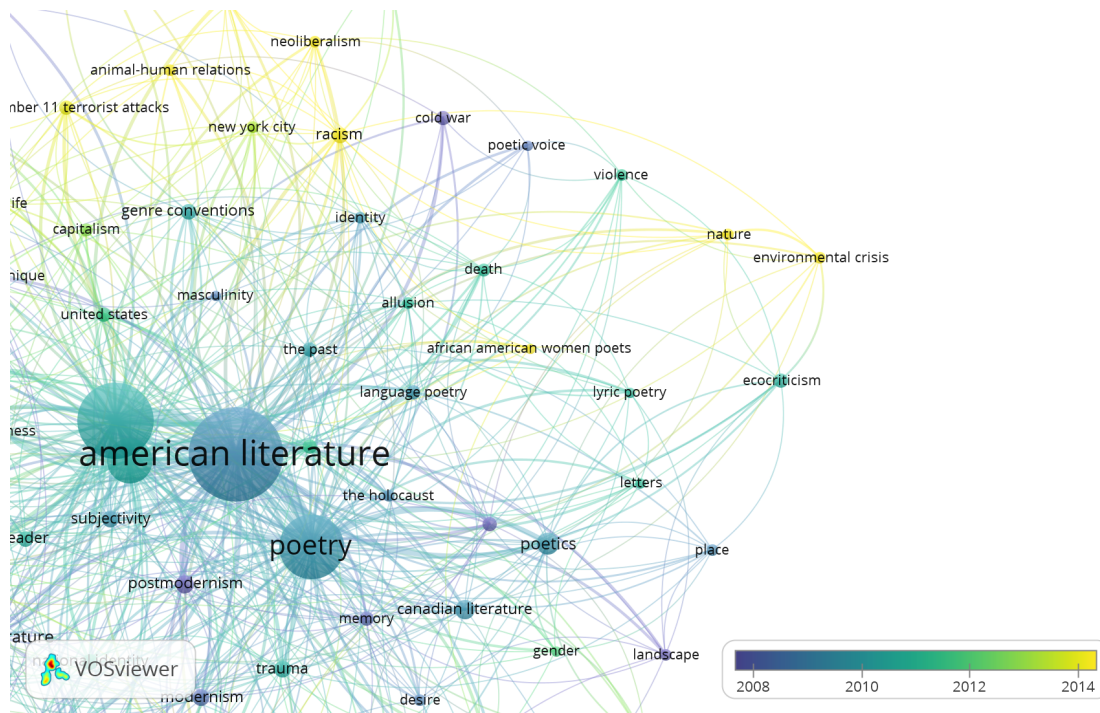 neoliberalism
animal-human relations
mber 11 terrorist attacks
cold war
new york city
racism
poetic voice
violence
ife
genre conventions
identity
capitalism
nature
environmental crisis
death
nique
masculinity
allusion
united states
the past
african american women poets
ecocriticism
language poetry
lyric poetry
ness
american literature
letters
the holocaust
subjectivity
eader
poetry
poetics
place
postmodernism
canadian literature
memory
rature
gender
landscape
national identity
VOSviewer
trauma
modernism
desire
2008
2010
2012
2014